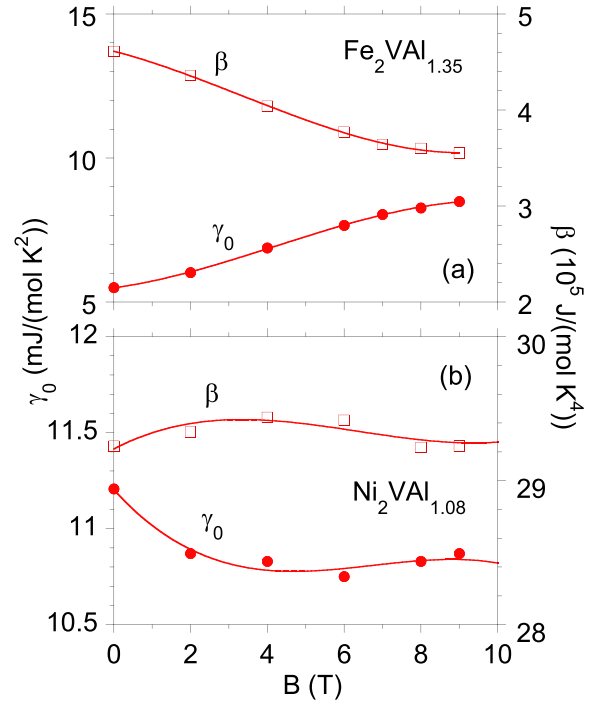 15
5
β
Fe₂VAl₁.₃₅
4
10
3
γ₀
(a)
5
2
γ₀ (mJ/(mol K²))
β (10⁵ J/(mol K⁴))
12
30
β
(b)
11.5
29
Ni₂VAl₁.₀₈
11
γ₀
10.5
28
0
2
4
6
8
10
B (T)